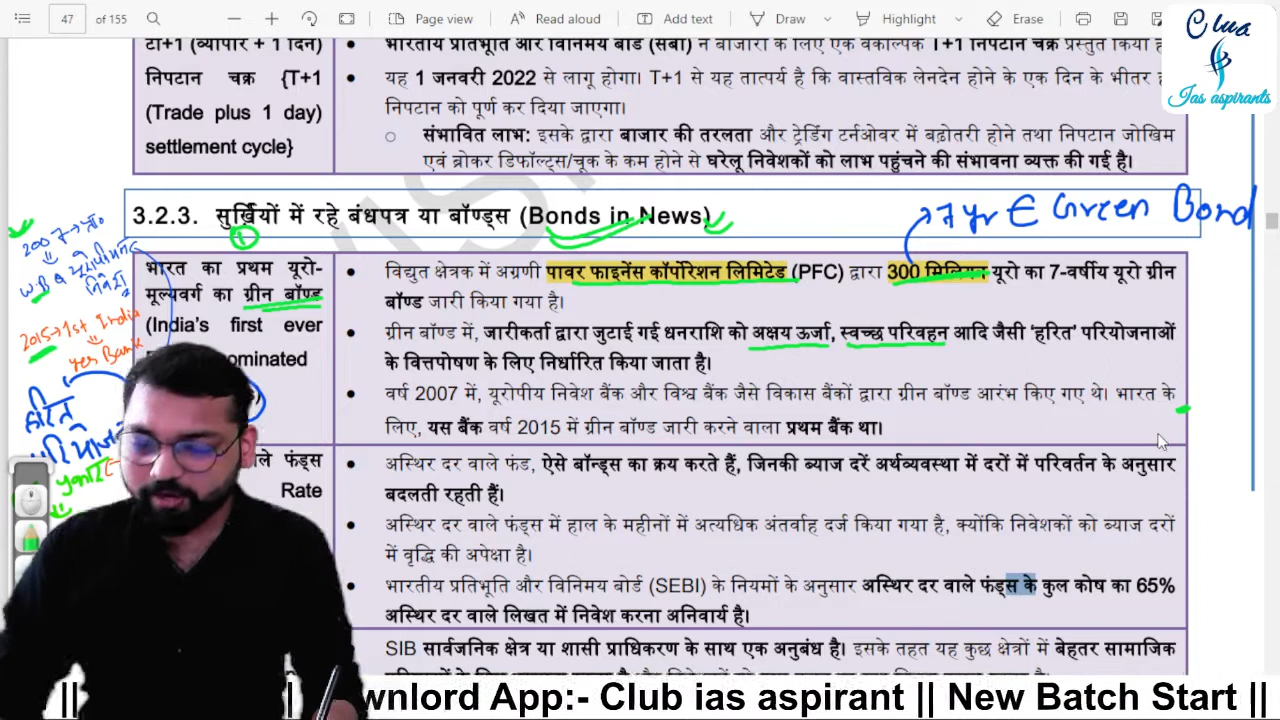 47 of 155
Page view
Read aloud
Add text
Draw
Highlight
Erase
Club
Ias aspirants
टी+1 (व्यापार + 1 दिन)
निपटान चक्र {T+1
(Trade plus 1 day)
settlement cycle}
भारतीय प्रतिभूति और विनिमय बोर्ड (सेबी) ने बाजारों के लिए एक वैकल्पिक T+1 निपटान चक्र प्रस्तुत किया
• यह 1 जनवरी 2022 से लागू होगा। T+1 से यह तात्पर्य है कि वास्तविक लेनदेन होने के एक दिन के भीतर
निपटान को पूर्ण कर दिया जाएगा।
○ संभावित लाभ: इसके द्वारा बाजार की तरलता और ट्रेडिंग टर्नओवर में बढ़ोतरी होने तथा निपटान जोखिम
एवं ब्रोकर डिफॉल्ट्स/चूक के कम होने से घरेलू निवेशकों को लाभ पहुंचने की संभावना व्यक्त की गई है।
3.2.3. सुर्खियों में रहे बंधपत्र या बॉण्ड्स (Bonds in News)
7 yr € Green Bond
1
2007
2015 → 1st India
Yes Bank
हरित
भारत का प्रथम यूरो-
मूल्यवर्ग का ग्रीन बॉण्ड
(India's first ever
nominated
• विद्युत क्षेत्रक में अग्रणी पावर फाइनेंस कॉर्पोरेशन लिमिटेड (PFC) द्वारा 300 मिलियन यूरो का 7-वर्षीय यूरो ग्रीन
बॉण्ड जारी किया गया है।
• ग्रीन बॉण्ड में, जारीकर्ता द्वारा जुटाई गई धनराशि को अक्षय ऊर्जा, स्वच्छ परिवहन आदि जैसी 'हरित' परियोजनाओं
के वित्तपोषण के लिए निर्धारित किया जाता है।
• वर्ष 2007 में, यूरोपीय निवेश बैंक और विश्व बैंक जैसे विकास बैंकों द्वारा ग्रीन बॉण्ड आरंभ किए गए थे। भारत के
लिए, यस बैंक वर्ष 2015 में ग्रीन बॉण्ड जारी करने वाला प्रथम बैंक था।
वाले फंड्स
Rate
• अस्थिर दर वाले फंड, ऐसे बॉन्ड्स का क्रय करते हैं, जिनकी ब्याज दरें अर्थव्यवस्था में दरों में परिवर्तन के अनुसार
बदलती रहती हैं।
• अस्थिर दर वाले फंड्स में हाल के महीनों में अत्यधिक अंतर्वाह दर्ज किया गया है, क्योंकि निवेशकों को ब्याज दरों
में वृद्धि की अपेक्षा है।
• भारतीय प्रतिभूति और विनिमय बोर्ड (SEBI) के नियमों के अनुसार अस्थिर दर वाले फंड्स के कुल कोष का 65%
अस्थिर दर वाले लिखत में निवेश करना अनिवार्य है।
SIB सार्वजनिक क्षेत्र या शासी प्राधिकरण के साथ एक अनुबंध है। इसके तहत यह कुछ क्षेत्रों में बेहतर सामाजिक
|| | wnlord App:- Club ias aspirant || New Batch Start ||